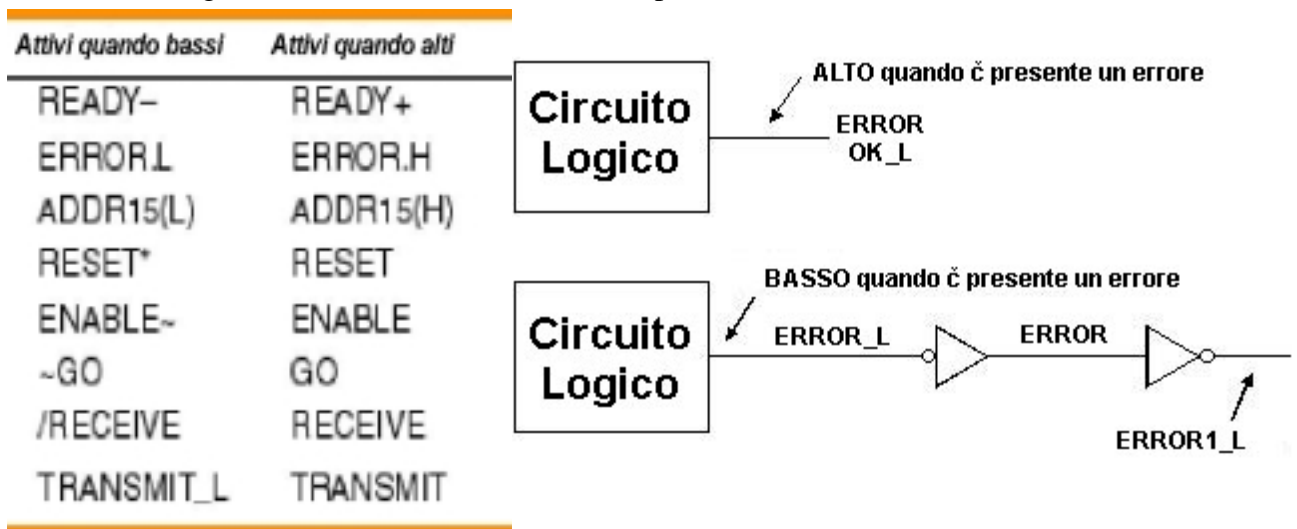 Attivi quando bassi Attivi quando alti
READY– READY+
ERROR.L ERROR.H
ADDR15(L) ADDR15(H)
RESET* RESET
ENABLE~ ENABLE
~GO GO
/RECEIVE RECEIVE
TRANSMIT_L TRANSMIT
Circuito
Logico
ALTO quando č presente un errore
ERROR
OK_L
Circuito
Logico
BASSO quando č presente un errore
ERROR_L ERROR
ERROR1_L